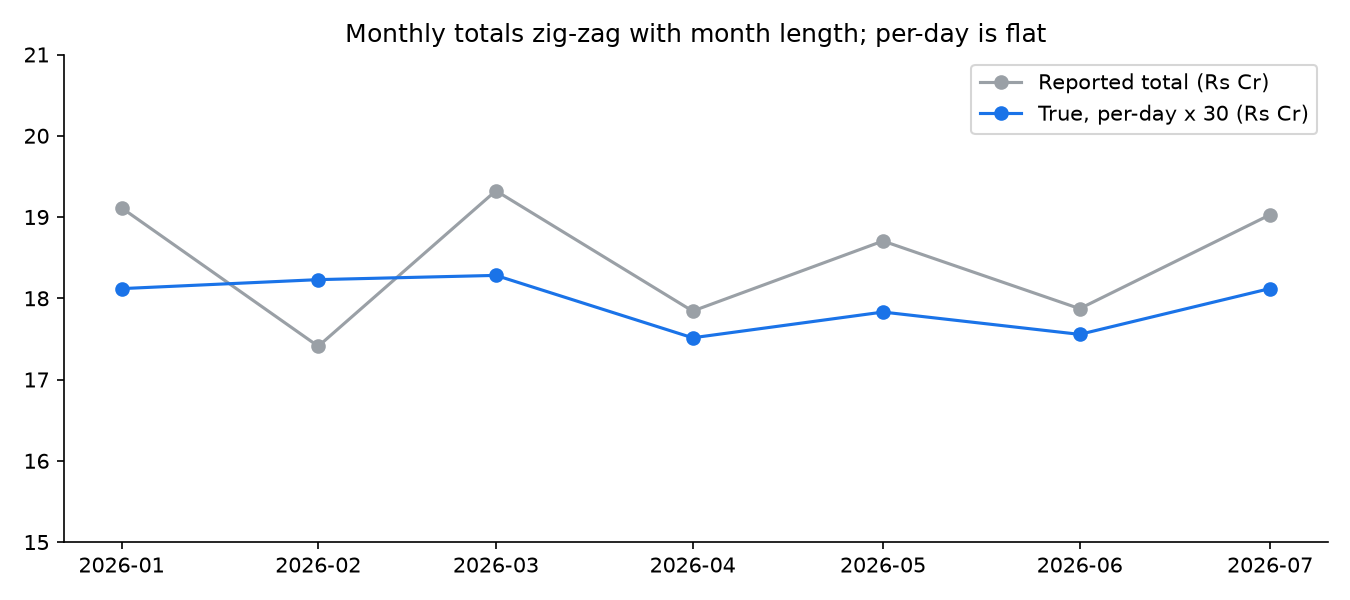 Monthly totals zig-zag with month length; per-day is flat
Reported total (Rs Cr)
True, per-day x 30 (Rs Cr)
21
20
19
18
17
16
15
2026-01 2026-02 2026-03 2026-04 2026-05 2026-06 2026-07